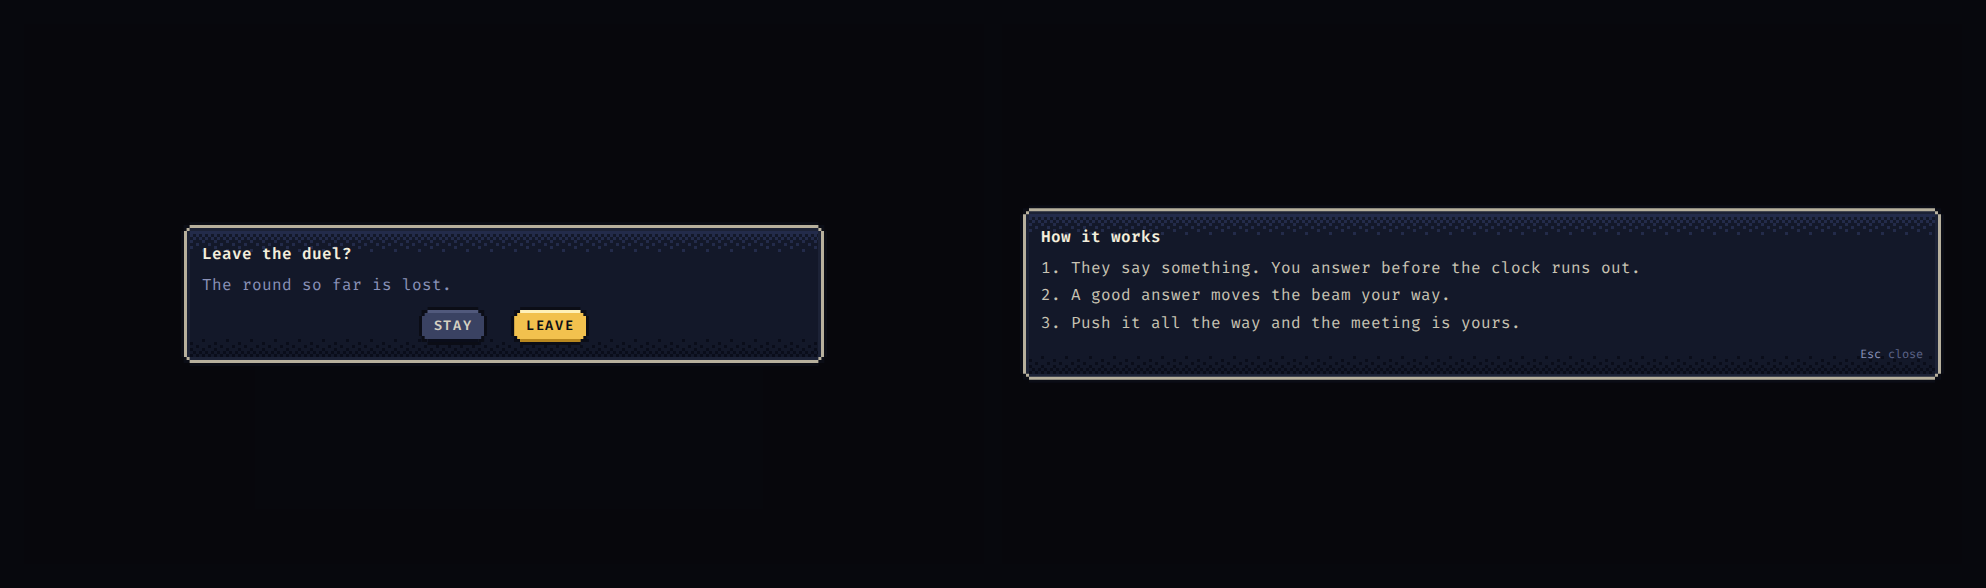 Leave the duel?
The round so far is lost.
STAY LEAVE
How it works
1. They say something. You answer before the clock runs out.
2. A good answer moves the beam your way.
3. Push it all the way and the meeting is yours.
Esc close